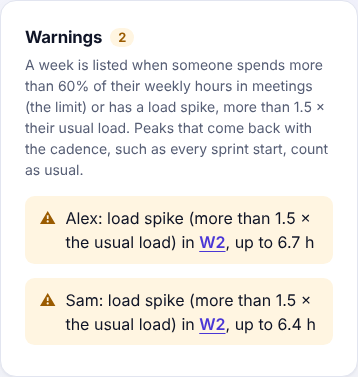 Warnings 2
A week is listed when someone spends more
than 60% of their weekly hours in meetings
(the limit) or has a load spike, more than 1.5 ×
their usual load. Peaks that come back with
the cadence, such as every sprint start, count
as usual.
Alex: load spike (more than 1.5 ×
the usual load) in W2, up to 6.7 h
Sam: load spike (more than 1.5 ×
the usual load) in W2, up to 6.4 h